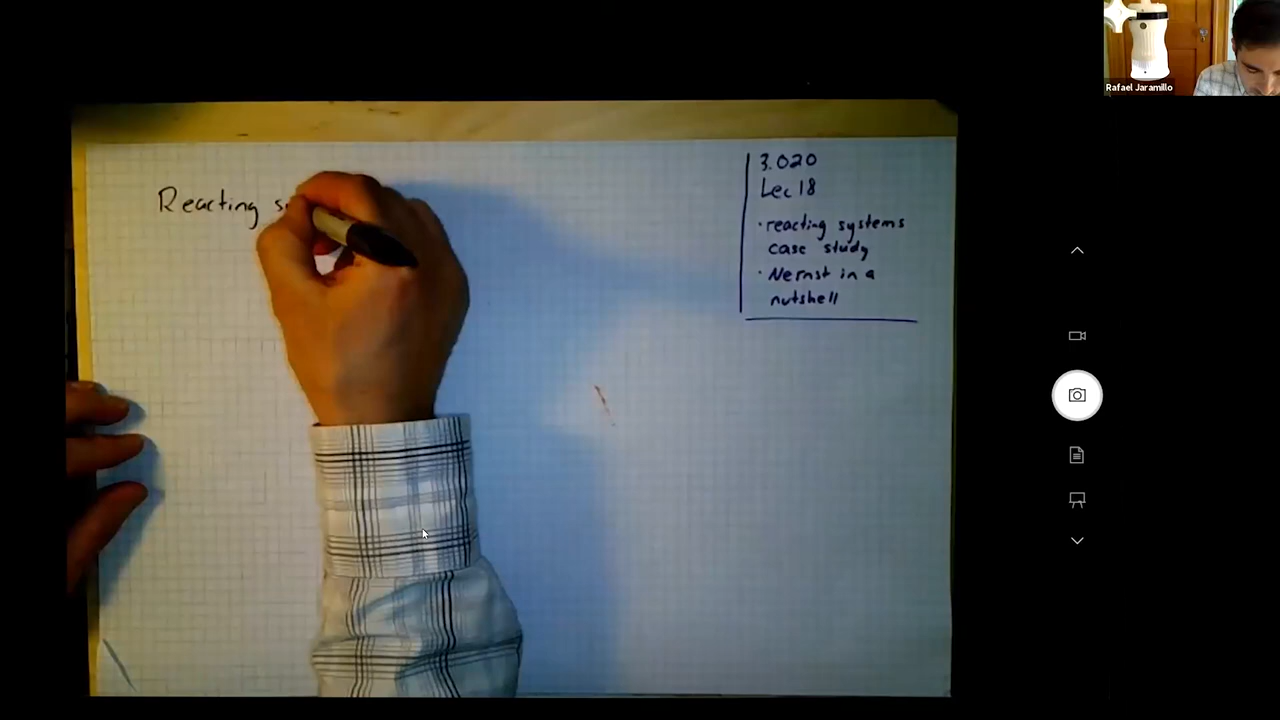 Rafael Jaramillo
3.020
Lec 18
• reacting systems
case study
• Nernst in a
nutshell
Reacting s